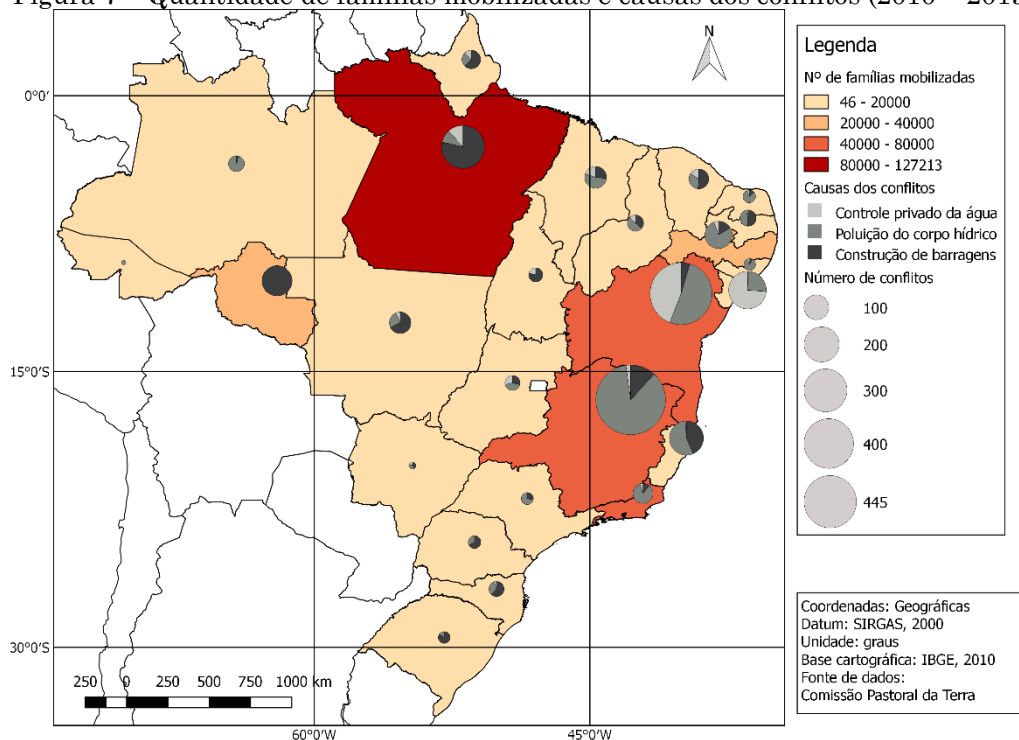 Figura 7 – Quantidade de famílias mobilizadas e causas dos conflitos (2010 – 201
N
0°0'
15°0'S
30°0'S
60°0'W
45°0'W
250 0 250 500 750 1000 km
Legenda
Nº de famílias mobilizadas
46 - 20000
20000 - 40000
40000 - 80000
80000 - 127213
Causas dos conflitos
Controle privado da água
Poluição do corpo hídrico
Construção de barragens
Número de conflitos
100
200
300
400
445
Coordenadas: Geográficas
Datum: SIRGAS, 2000
Unidade: graus
Base cartográfica: IBGE, 2010
Fonte de dados:
Comissão Pastoral da Terra